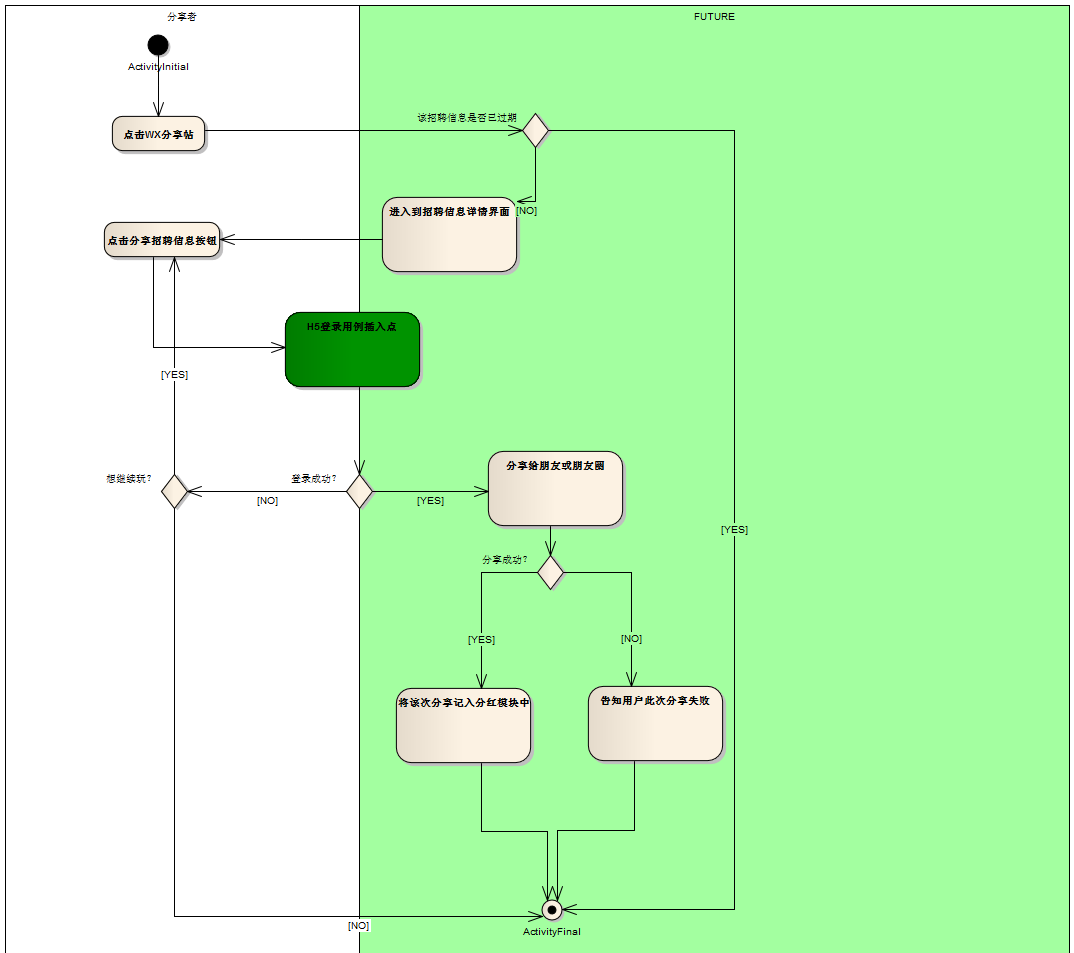 分享者
FUTURE
ActivityInitial
点击WX分享帖
该招聘信息是否已过期
[NO]
进入到招聘信息详情界面
点击分享招聘信息按钮
H5登录用例插入点
[YES]
分享给朋友或朋友圈
想继续玩?
登录成功?
[NO]
[YES]
[YES]
分享成功?
[YES]
[NO]
将该次分享记入分红模块中
告知用户此次分享失败
[NO]
ActivityFinal